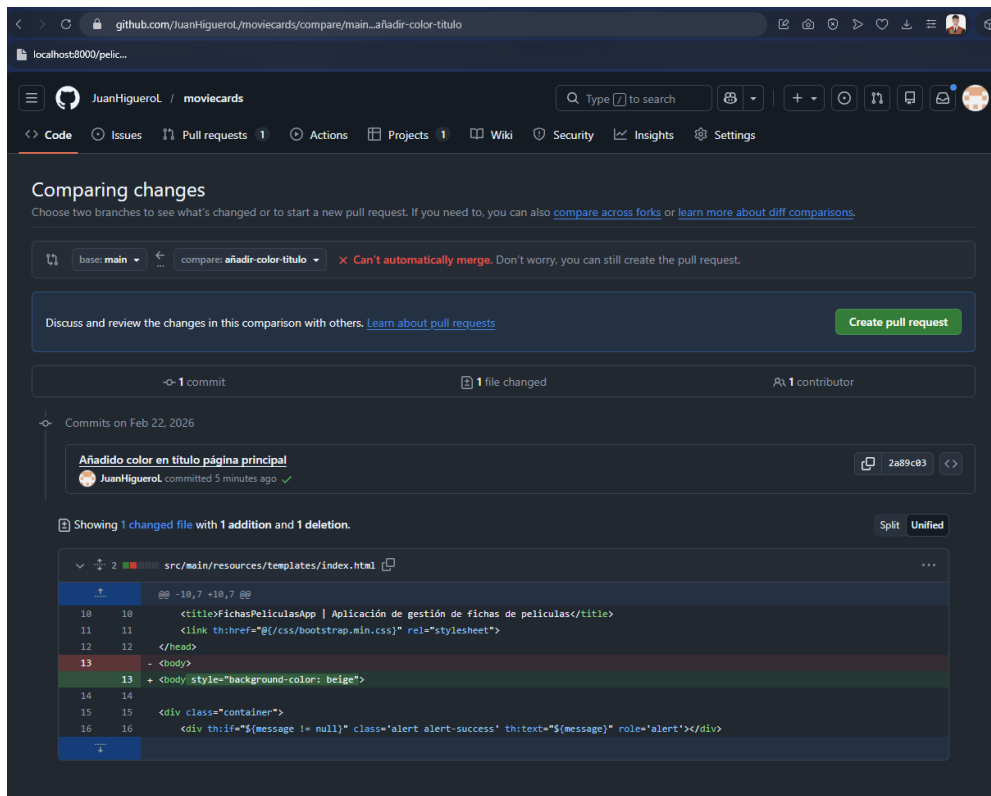 github.com/JuanHigueroL/moviecards/compare/main...añadir-color-titulo
localhost:8000/pelic...
JuanHigueroL / moviecards
Type / to search
Code Issues Pull requests 1 Actions Projects 1 Wiki Security Insights Settings
Comparing changes
Choose two branches to see what's changed or to start a new pull request. If you need to, you can also compare across forks or learn more about diff comparisons.
base: main ← ... compare: añadir-color-titulo × Can't automatically merge. Don't worry, you can still create the pull request.
Discuss and review the changes in this comparison with others. Learn about pull requests Create pull request
1 commit 1 file changed 1 contributor
Commits on Feb 22, 2026
Añadido color en título página principal
JuanHigueroL committed 5 minutes ago
2a89c03
Showing 1 changed file with 1 addition and 1 deletion.
Split Unified
2 src/main/resources/templates/index.html ...
@@ -10,7 +10,7 @@
10 10 <title>FichasPeliculasApp | Aplicación de gestión de fichas de peliculas</title>
11 11 <link th:href="@{/css/bootstrap.min.css}" rel="stylesheet">
12 12 </head>
13 - <body>
13 + <body style="background-color: beige">
14 14
15 15 <div class="container">
16 16 <div th:if="${message != null}" class='alert alert-success' th:text="${message}" role='alert'></div>